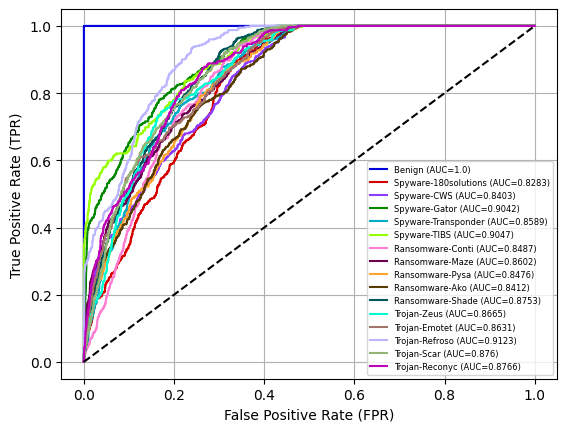 1.0
0.8
0.6
0.4
0.2
0.0
True Positive Rate (TPR)
Benign (AUC=1.0)
Spyware-180solutions (AUC=0.8283)
Spyware-CWS (AUC=0.8403)
Spyware-Gator (AUC=0.9042)
Spyware-Transponder (AUC=0.8589)
Spyware-TIBS (AUC=0.9047)
Ransomware-Conti (AUC=0.8487)
Ransomware-Maze (AUC=0.8602)
Ransomware-Pysa (AUC=0.8476)
Ransomware-Ako (AUC=0.8412)
Ransomware-Shade (AUC=0.8753)
Trojan-Zeus (AUC=0.8665)
Trojan-Emotet (AUC=0.8631)
Trojan-Refroso (AUC=0.9123)
Trojan-Scar (AUC=0.876)
Trojan-Reconyc (AUC=0.8766)
0.0 0.2 0.4 0.6 0.8 1.0
False Positive Rate (FPR)